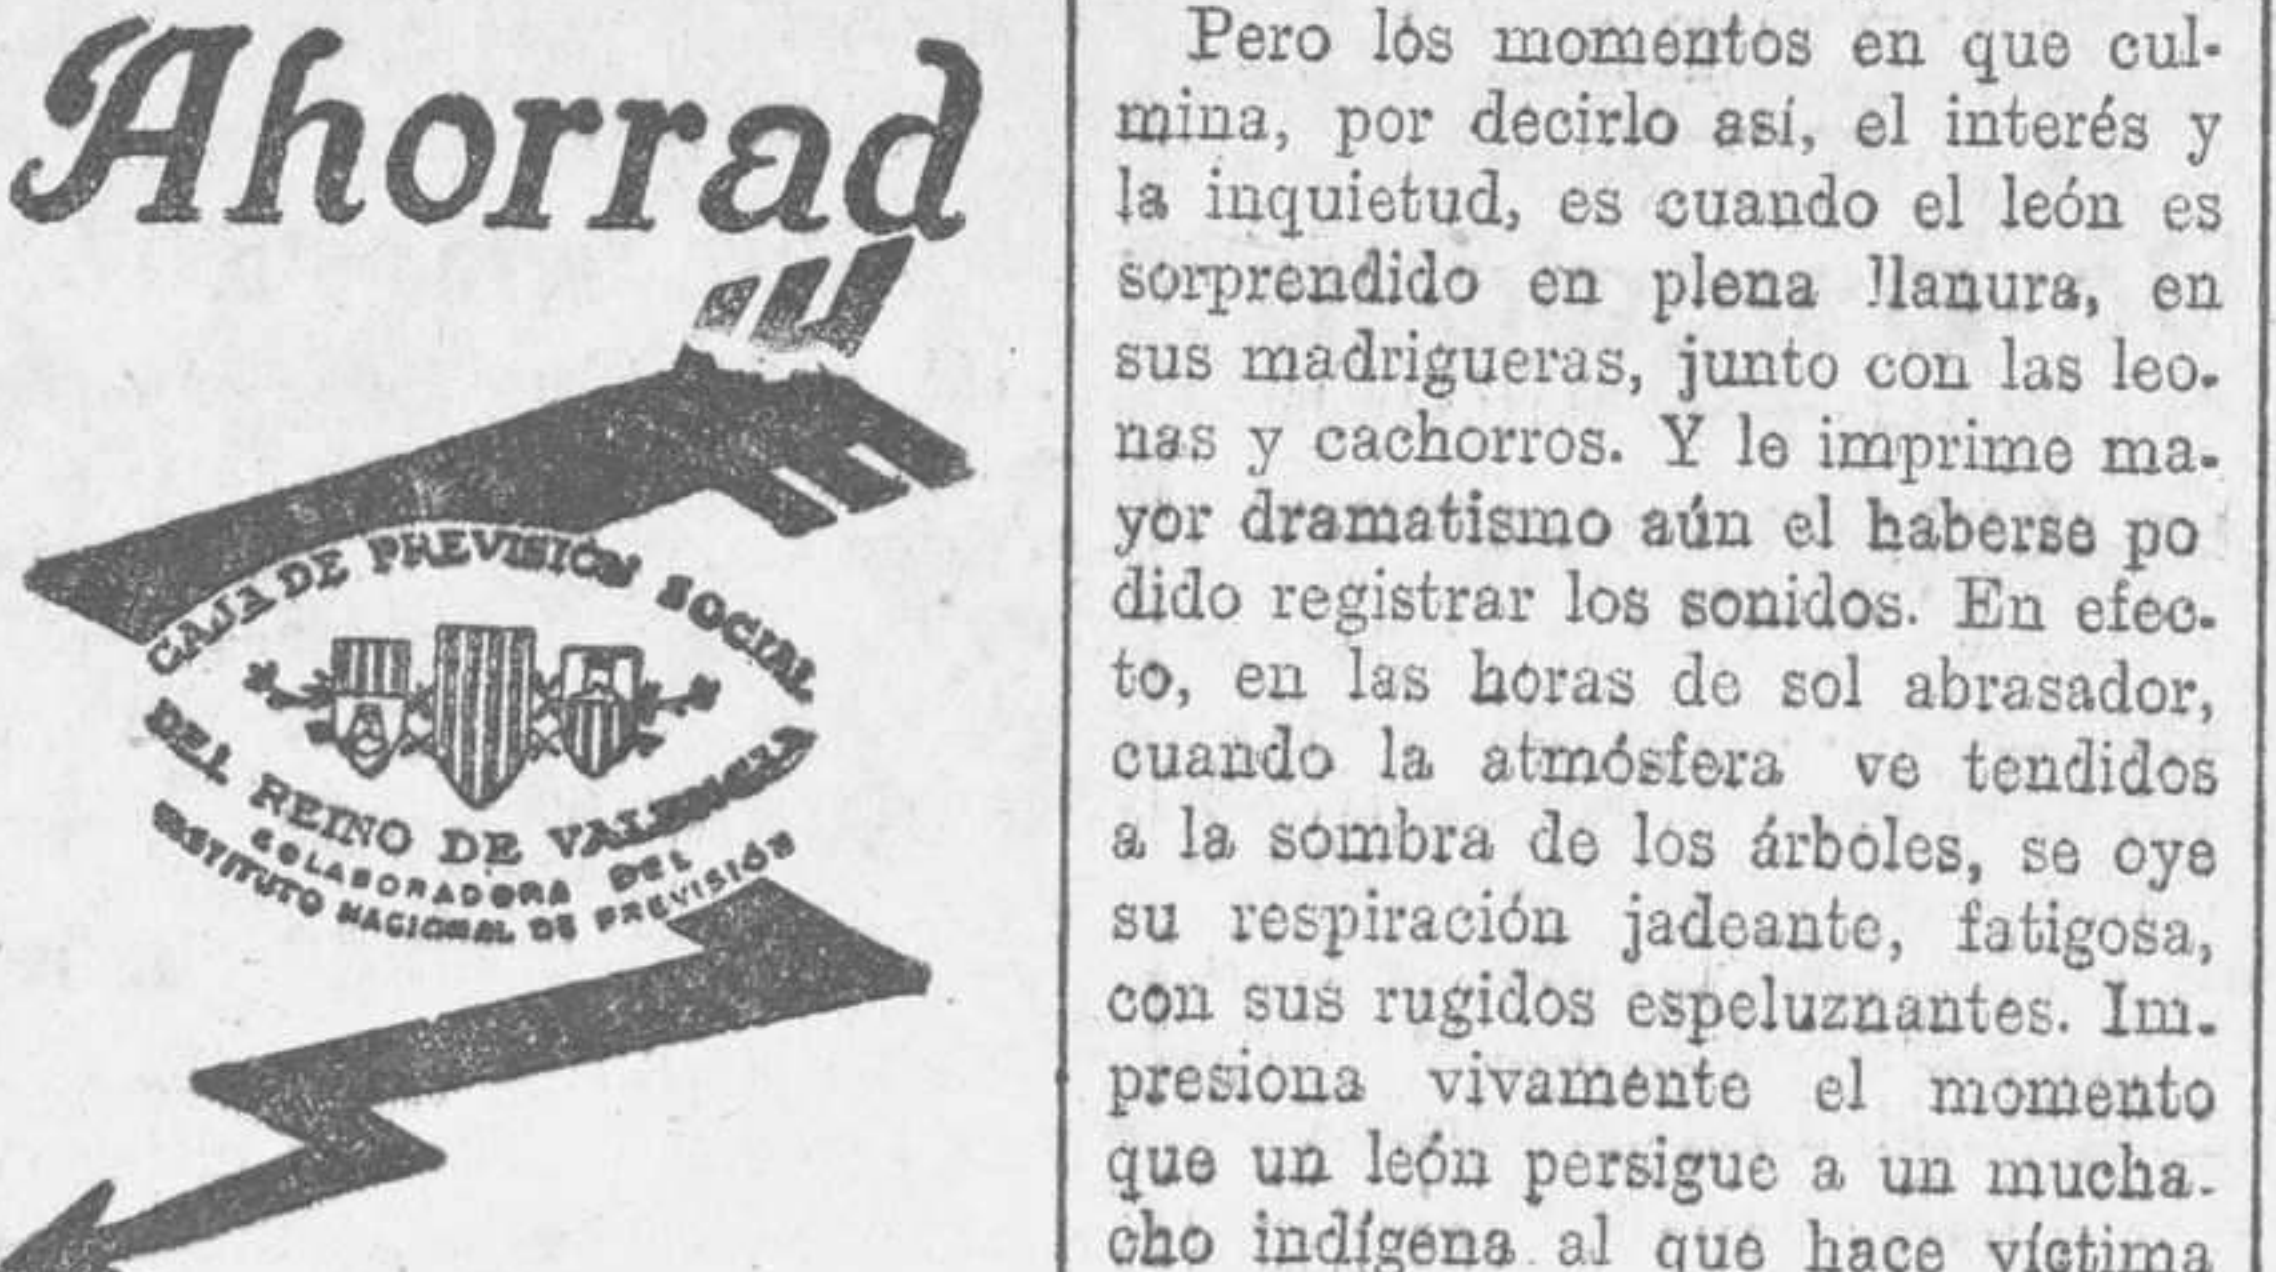 Ahorrad
CAJA DE PREVISIÓN SOCIAL
DEL REINO DE VALENCIA
COLABORADORA DEL
INSTITUTO NACIONAL DE PREVISIÓN
Pero los momentos en que cul-
mina, por decirlo así, el interés y
la inquietud, es cuando el león es
sorprendido en plena llanura, en
sus madrigueras, junto con las leo-
nas y cachorros. Y le imprime ma-
yor dramatismo aún el haberse po
dido registrar los sonidos. En efec-
to, en las horas de sol abrasador,
cuando la atmósfera ve tendidos
a la sombra de los árboles, se oye
su respiración jadeante, fatigosa,
con sus rugidos espeluznantes. Im-
presiona vivamente el momento
que un león persigue a un mucha-
cho indígena al que hace víctima